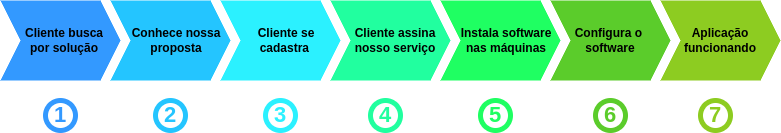 Cliente busca
por solução
Conhece nossa
proposta
Cliente se
cadastra
Cliente assina
nosso serviço
Instala software
nas máquinas
Configura o
software
Aplicação
funcionando
1
2
3
4
5
6
7